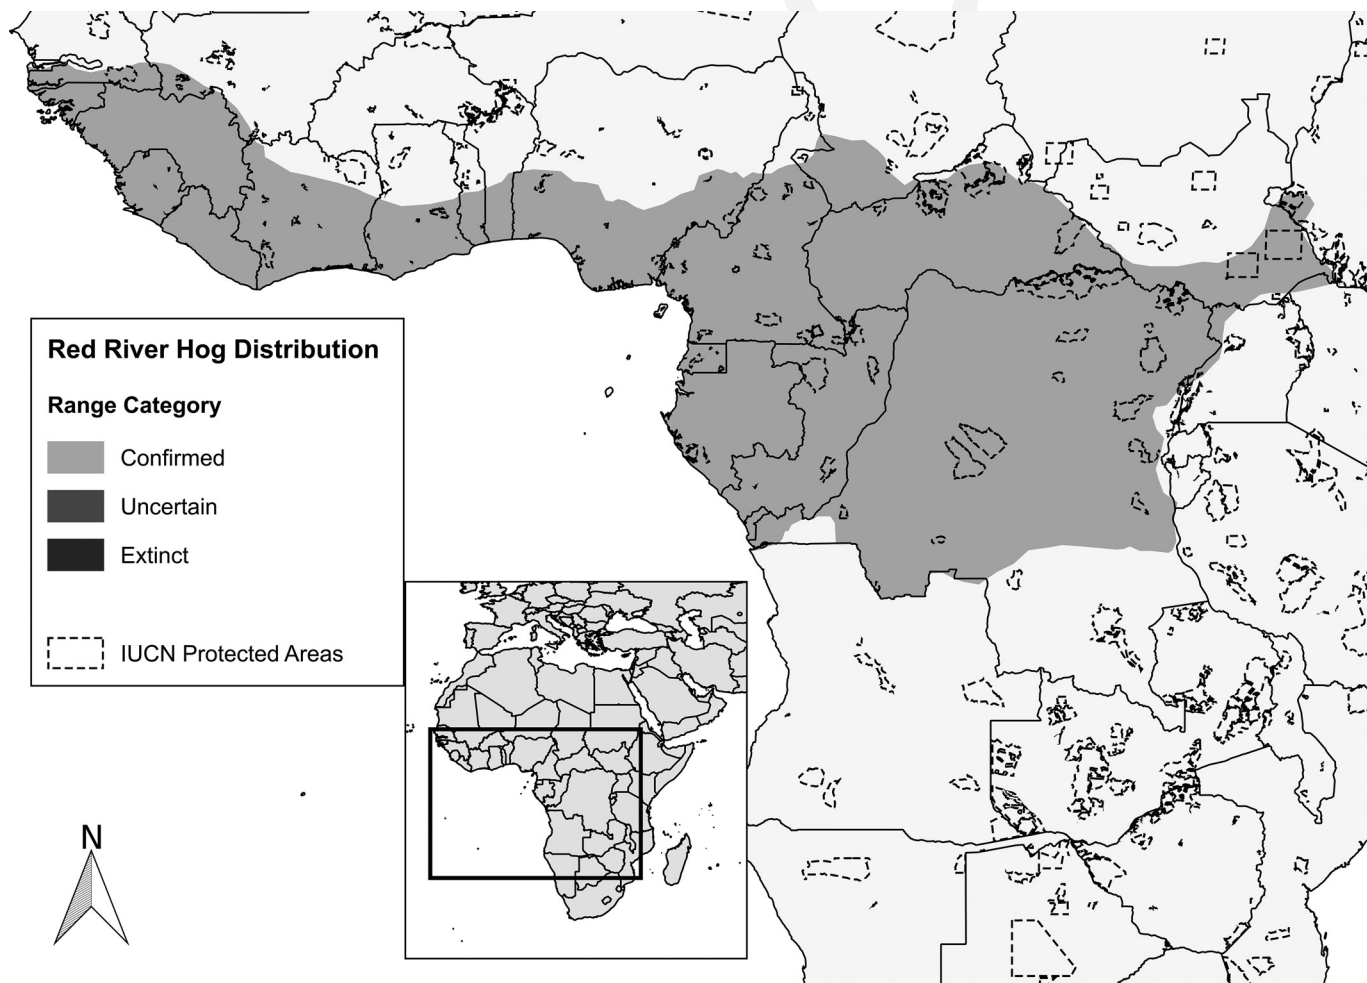 Red River Hog Distribution
Range Category
Confirmed
Uncertain
Extinct
IUCN Protected Areas
N